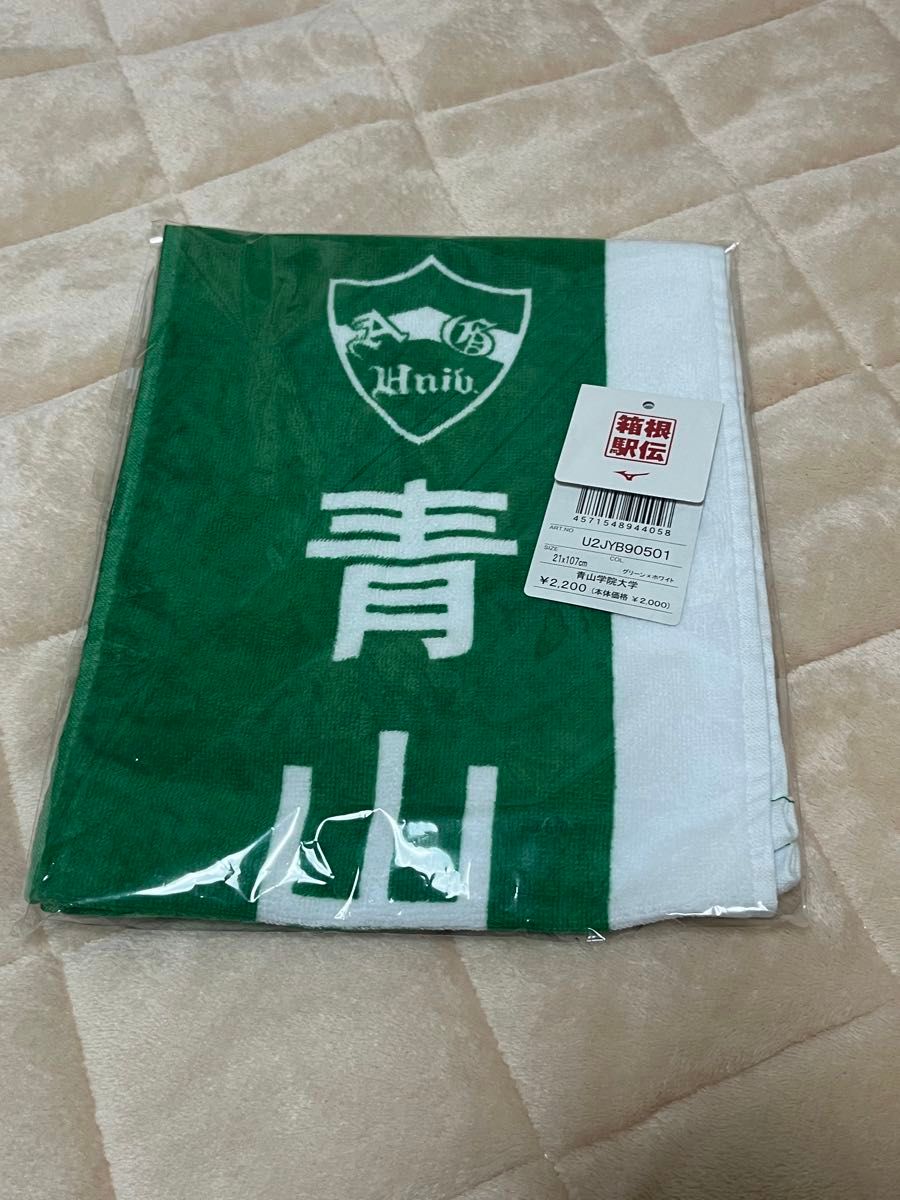 A G
Univ.
青
山
箱根
駅伝
4571548944058
ART.NO. U2JYB90501
SIZE COL.
21x107cm グリーン×ホワイト
青山学院大学
¥2,200 (本体価格 ¥2,000)